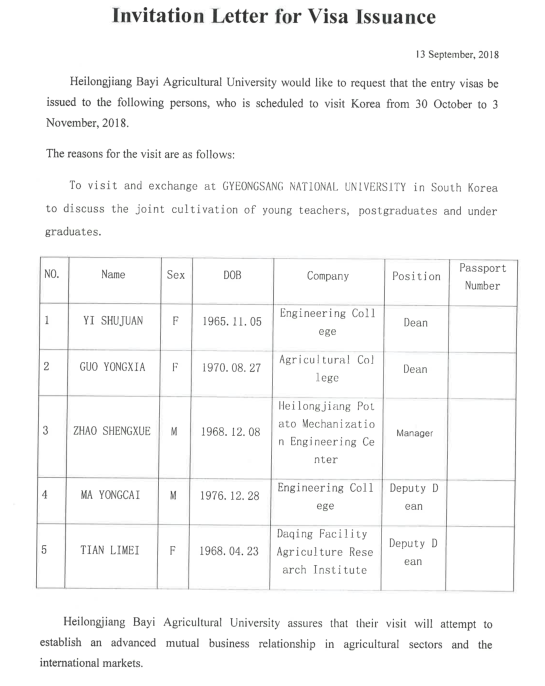 Invitation Letter for Visa Issuance
13 September, 2018
Heilongjiang Bayi Agricultural University would like to request that the entry visas be
issued to the following persons, who is scheduled to visit Korea from 30 October to 3
November, 2018.
The reasons for the visit are as follows:
To visit and exchange at GYEONGSANG NATIONAL UNIVERSITY in South Korea
to discuss the joint cultivation of young teachers, postgraduates and under
graduates.
NO. Name Sex DOB Company Position Passport
Number
1 YI SHUJUAN F 1965.11.05 Engineering Coll
ege Dean
2 GUO YONGXIA F 1970.08.27 Agricultural Col
lege Dean
3 ZHAO SHENGXUE M 1968.12.08 Heilongjiang Pot
ato Mechanizatio
n Engineering Ce
nter Manager
4 MA YONGCAI M 1976.12.28 Engineering Coll
ege Deputy D
ean
5 TIAN LIMEI F 1968.04.23 Daqing Facility
Agriculture Rese
arch Institute Deputy D
ean
Heilongjiang Bayi Agricultural University assures that their visit will attempt to
establish an advanced mutual business relationship in agricultural sectors and the
international markets.